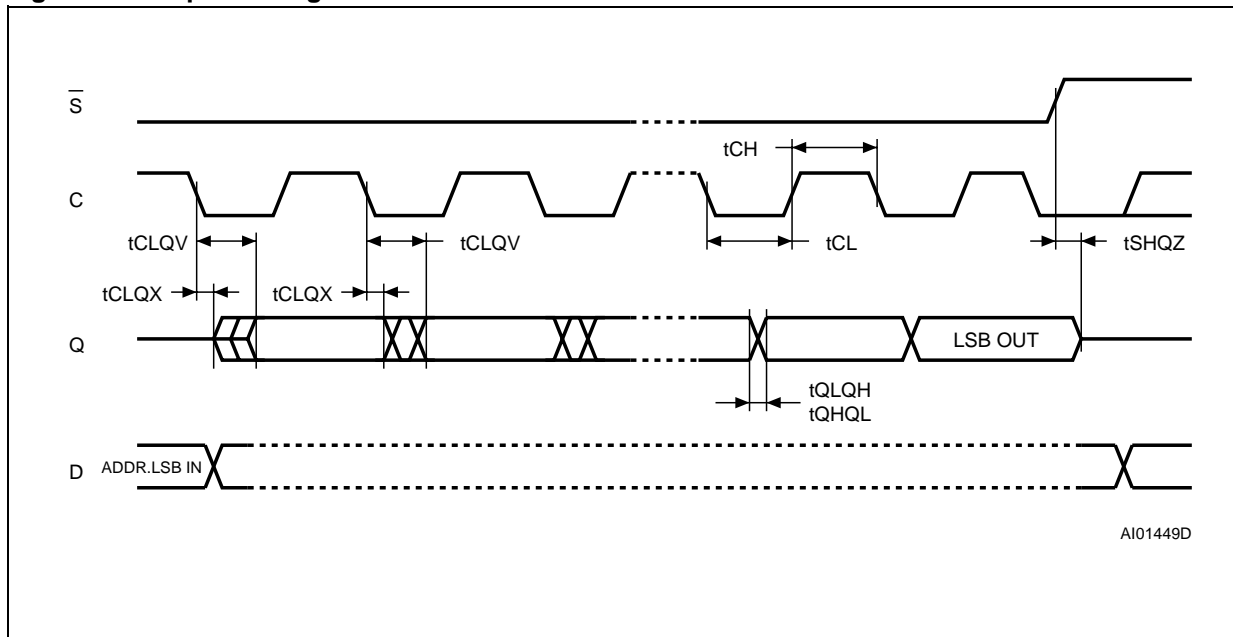 S
tCH
C
tCLQV
tCLQV
tCL
tSHQZ
tCLQX
tCLQX
Q
LSB OUT
tQLQH
tQHQL
D
ADDR.LSB IN
AI01449D